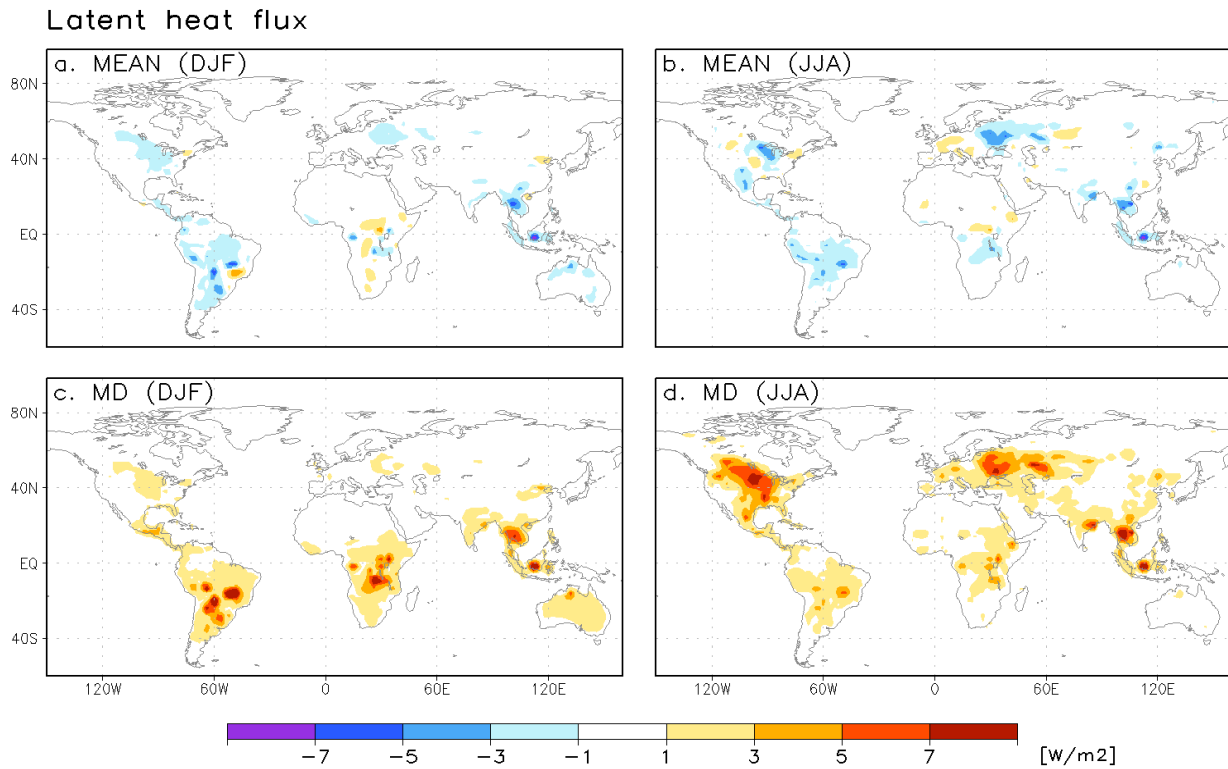 Latent heat flux
a. MEAN (DJF)
b. MEAN (JJA)
80N
40N
EQ
40S
c. MD (DJF)
d. MD (JJA)
80N
40N
EQ
40S
120W 60W 0 60E 120E
120W 60W 0 60E 120E
−7 −5 −3 −1 1 3 5 7 [W/m2]